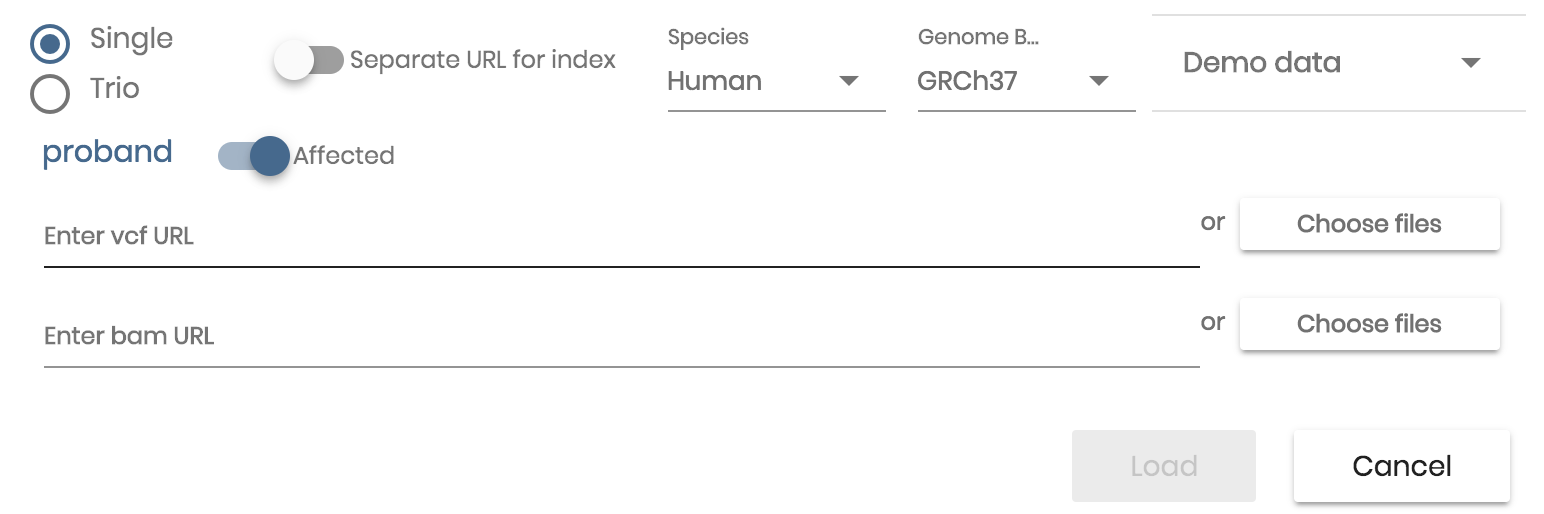 Single
Trio
Separate URL for index
Species
Human
Genome B...
GRCh37
Demo data
proband
Affected
Enter vcf URL
or
Choose files
Enter bam URL
or
Choose files
Load
Cancel